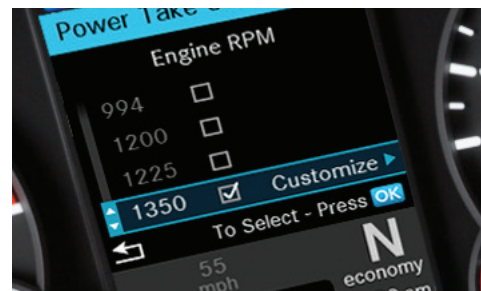 Power Take
Engine RPM
994
1200
1225
1350 Customize
To Select - Press OK
55 N
mph economy